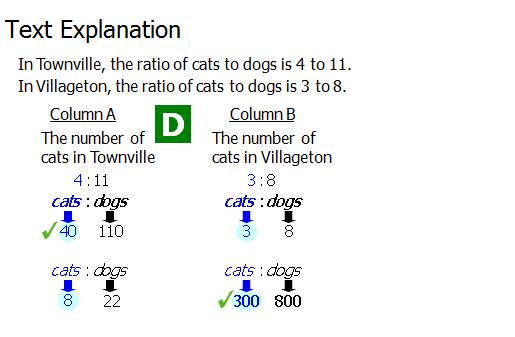 Text Explanation
In Townville, the ratio of cats to dogs is 4 to 11.
In Villageton, the ratio of cats to dogs is 3 to 8.
Column A D Column B
The number of The number of
cats in Townville cats in Villageton
4:11 3:8
cats : dogs cats : dogs
40 110 3 8
cats : dogs cats : dogs
8 22 300 800